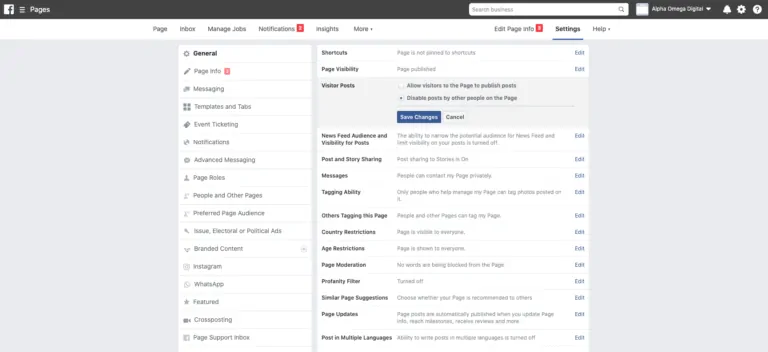 Pages
Search business
Alpha Omega Digital
Page Inbox Manage Jobs Notifications Insights More Edit Page Info Settings Help
General
Page Info
Messaging
Templates and Tabs
Event Ticketing
Notifications
Advanced Messaging
Page Roles
People and Other Pages
Preferred Page Audience
Issue, Electoral or Political Ads
Branded Content
Instagram
WhatsApp
Featured
Crossposting
Page Support Inbox
Shortcuts Page is not pinned to shortcuts Edit
Page Visibility Page published Edit
Visitor Posts Allow visitors to the Page to publish posts
Disable posts by other people on the Page
Save Changes Cancel
News Feed Audience and The ability to narrow the potential audience for News Feed and Edit
Visibility for Posts limit visibility on your posts is turned off.
Post and Story Sharing Post sharing to Stories is On Edit
Messages People can contact my Page privately. Edit
Tagging Ability Only people who help manage my Page can tag photos posted on Edit
it.
Others Tagging this Page People and other Pages can tag my Page. Edit
Country Restrictions Page is visible to everyone. Edit
Age Restrictions Page is shown to everyone. Edit
Page Moderation No words are being blocked from the Page. Edit
Profanity Filter Turned off Edit
Similar Page Suggestions Choose whether your Page is recommended to others Edit
Page Updates Page posts are automatically published when you update Page Edit
info, reach milestones, receive reviews and more
Post in Multiple Languages Ability to write posts in multiple languages is turned off Edit